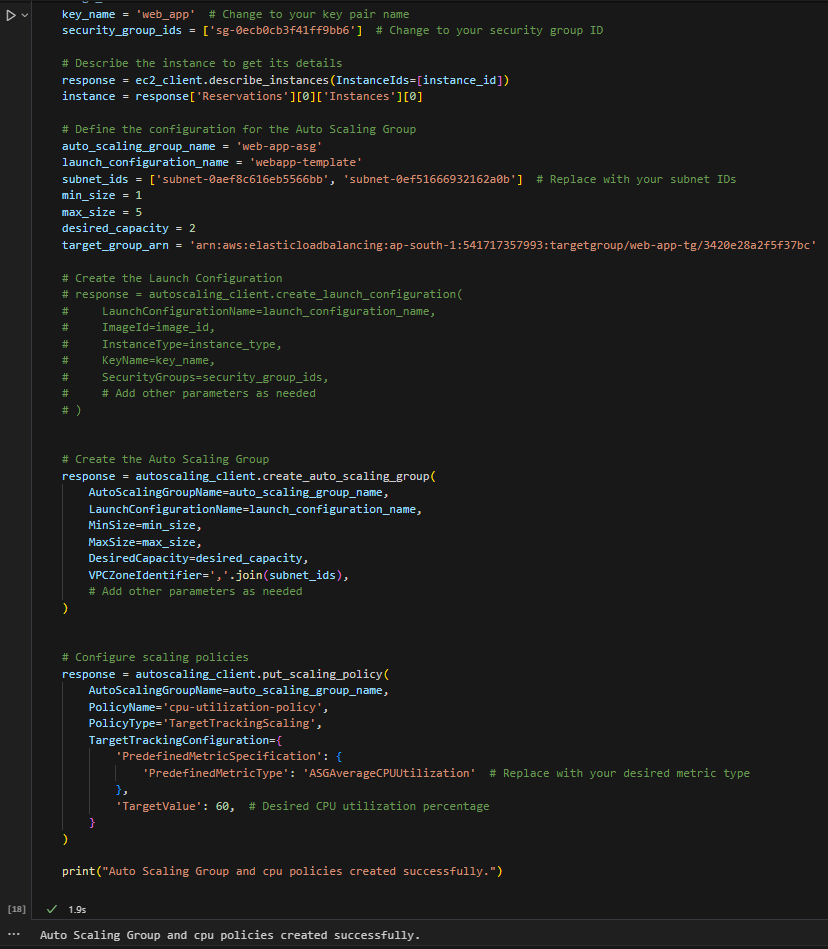 key_name = 'web_app'  # Change to your key pair name
security_group_ids = ['sg-0ecb0cb3f41ff9bb6']  # Change to your security group ID

# Describe the instance to get its details
response = ec2_client.describe_instances(InstanceIds=[instance_id])
instance = response['Reservations'][0]['Instances'][0]

# Define the configuration for the Auto Scaling Group
auto_scaling_group_name = 'web-app-asg'
launch_configuration_name = 'webapp-template'
subnet_ids = ['subnet-0aef8c616eb5566bb', 'subnet-0ef51666932162a0b']  # Replace with your subnet IDs
min_size = 1
max_size = 5
desired_capacity = 2
target_group_arn = 'arn:aws:elasticloadbalancing:ap-south-1:541717357993:targetgroup/web-app-tg/3420e28a2f5f37bc'

# Create the Launch Configuration
# response = autoscaling_client.create_launch_configuration(
#     LaunchConfigurationName=launch_configuration_name,
#     ImageId=image_id,
#     InstanceType=instance_type,
#     KeyName=key_name,
#     SecurityGroups=security_group_ids,
#     # Add other parameters as needed
# )

# Create the Auto Scaling Group
response = autoscaling_client.create_auto_scaling_group(
    AutoScalingGroupName=auto_scaling_group_name,
    LaunchConfigurationName=launch_configuration_name,
    MinSize=min_size,
    MaxSize=max_size,
    DesiredCapacity=desired_capacity,
    VPCZoneIdentifier=','.join(subnet_ids),
    # Add other parameters as needed
)

# Configure scaling policies
response = autoscaling_client.put_scaling_policy(
    AutoScalingGroupName=auto_scaling_group_name,
    PolicyName='cpu-utilization-policy',
    PolicyType='TargetTrackingScaling',
    TargetTrackingConfiguration={
        'PredefinedMetricSpecification': {
            'PredefinedMetricType': 'ASGAverageCPUUtilization'  # Replace with your desired metric type
        },
        'TargetValue': 60,  # Desired CPU utilization percentage
    }
)

print("Auto Scaling Group and cpu policies created successfully.")
[18] ✓ 1.9s
... Auto Scaling Group and cpu policies created successfully.